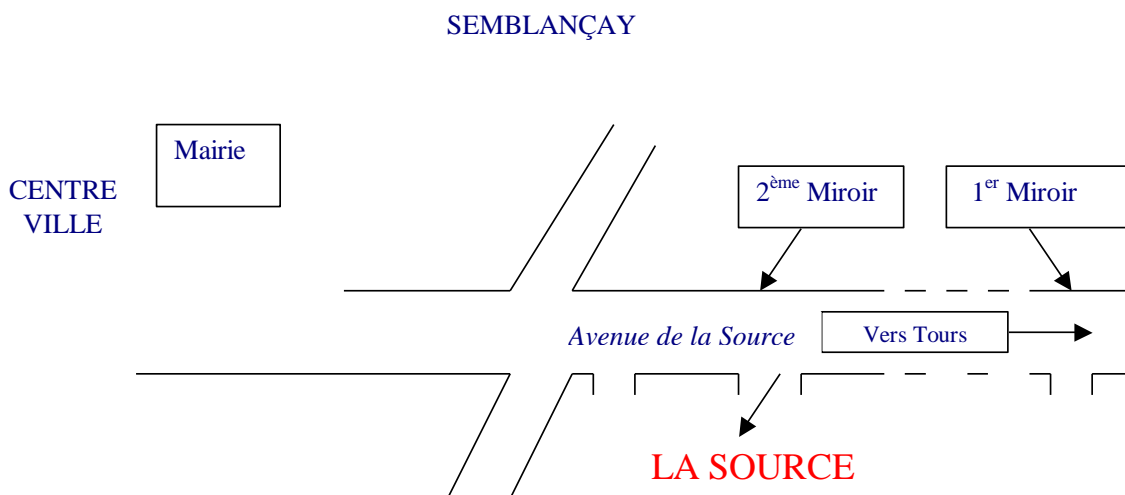 SEMBLANÇAY
Mairie
CENTRE
VILLE
2ème Miroir
1er Miroir
Avenue de la Source
Vers Tours
LA SOURCE